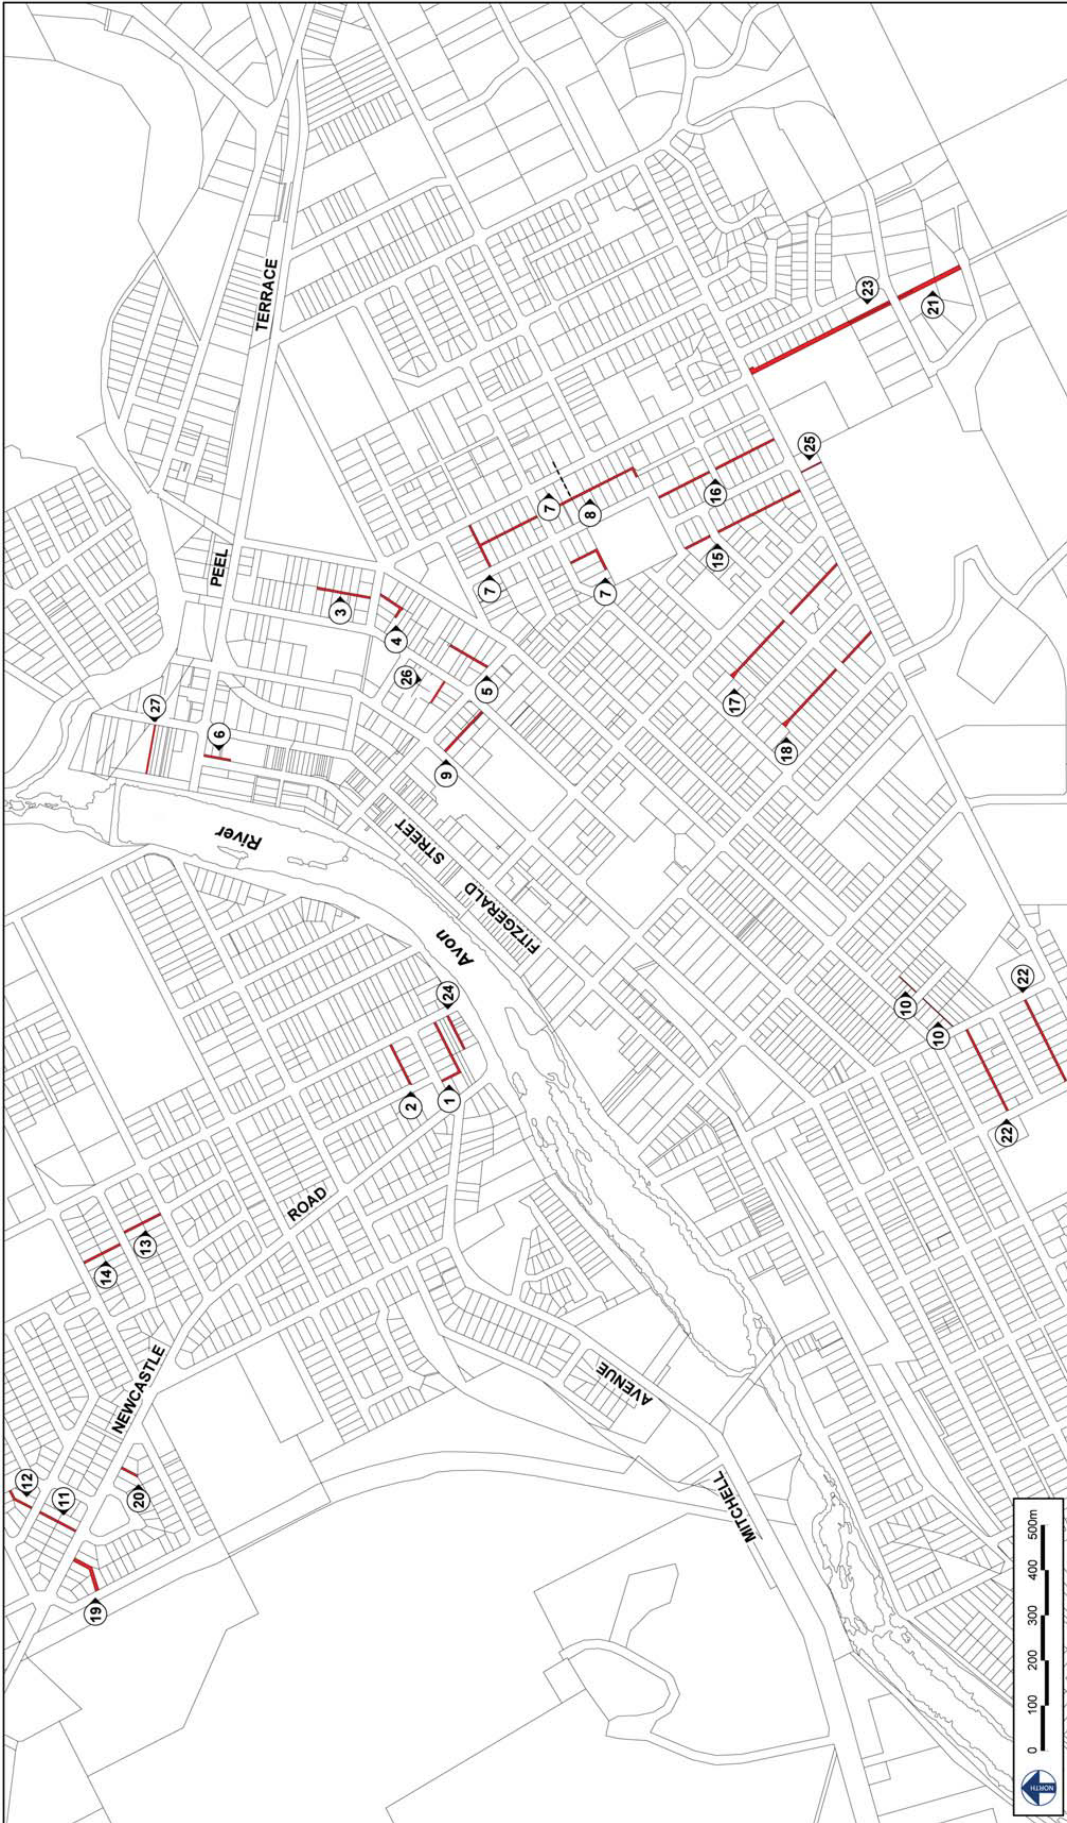 TERRACE
23
21
PEEL
25
7
8
16
15
7
7
3
4
26
5
17
27
6
18
9
River
STREET
FITZGERALD
Avon
24
22
10
10
2
1
22
ROAD
13
14
NEWCASTLE
AVENUE
12
11
20
MITCHELL
19
0 100 200 300 400 500m
NORTH